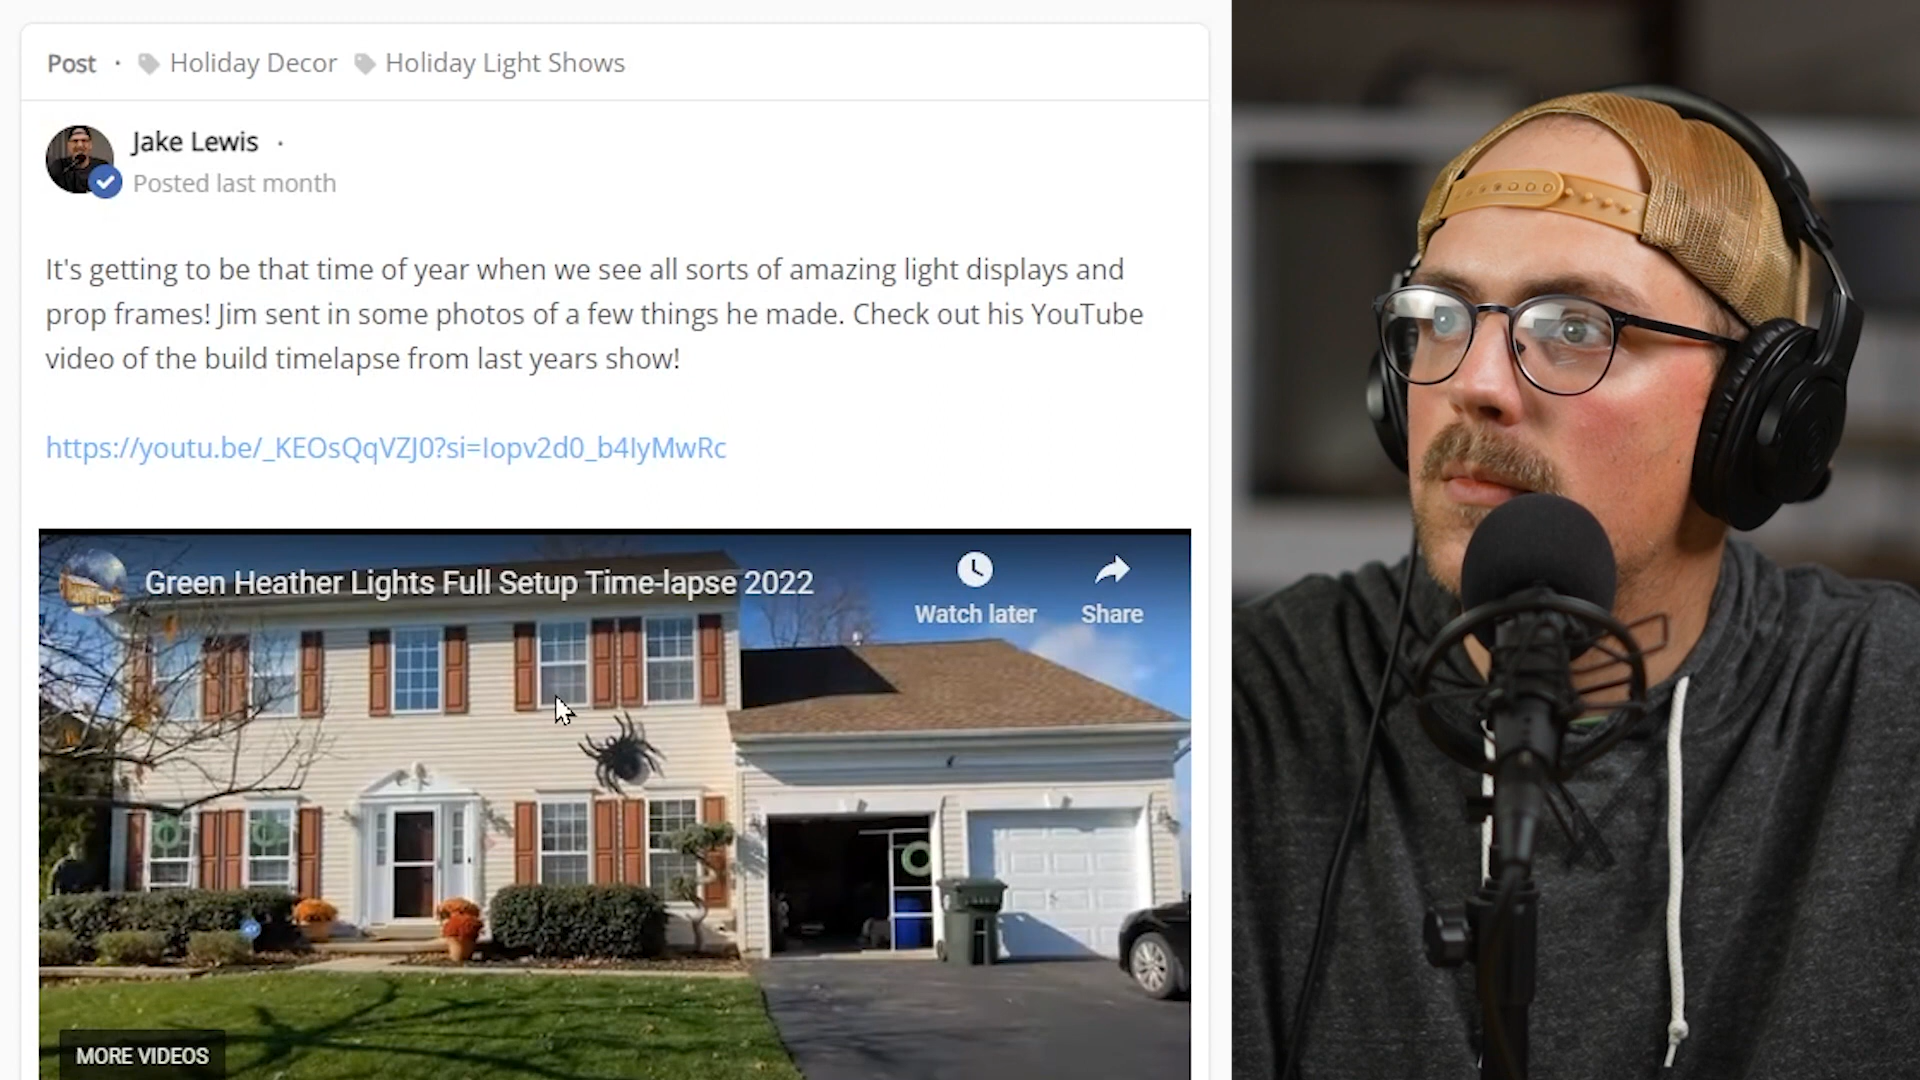 Post · Holiday Decor Holiday Light Shows
Jake Lewis ·
Posted last month
It's getting to be that time of year when we see all sorts of amazing light displays and
prop frames! Jim sent in some photos of a few things he made. Check out his YouTube
video of the build timelapse from last years show!
https://youtu.be/_KEOsQqVZJ0?si=Iopv2d0_b4IyMwRc
Green Heather Lights Full Setup Time-lapse 2022
Watch later
Share
MORE VIDEOS